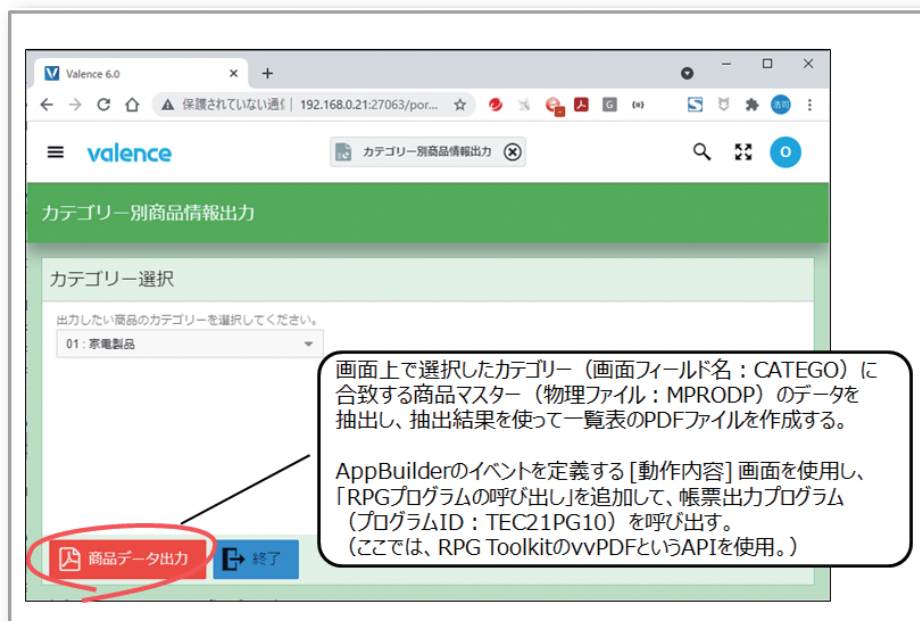 Valence 6.0
保護されていない通信
192.168.0.21:27063/por...
valence
カテゴリー別商品情報出力
O
カテゴリー別商品情報出力
カテゴリー選択
出力したい商品のカテゴリーを選択してください。
01 : 家電製品
画面上で選択したカテゴリー（画面フィールド名：CATEGO）に
合致する商品マスター（物理ファイル：MPRODP）のデータを
抽出し、抽出結果を使って一覧表のPDFファイルを作成する。
AppBuilderのイベントを定義する [動作内容] 画面を使用し、
「RPGプログラムの呼び出し」を追加して、帳票出力プログラム
（プログラムID：TEC21PG10）を呼び出す。
（ここでは、RPG ToolkitのvvPDFというAPIを使用。）
商品データ出力
終了